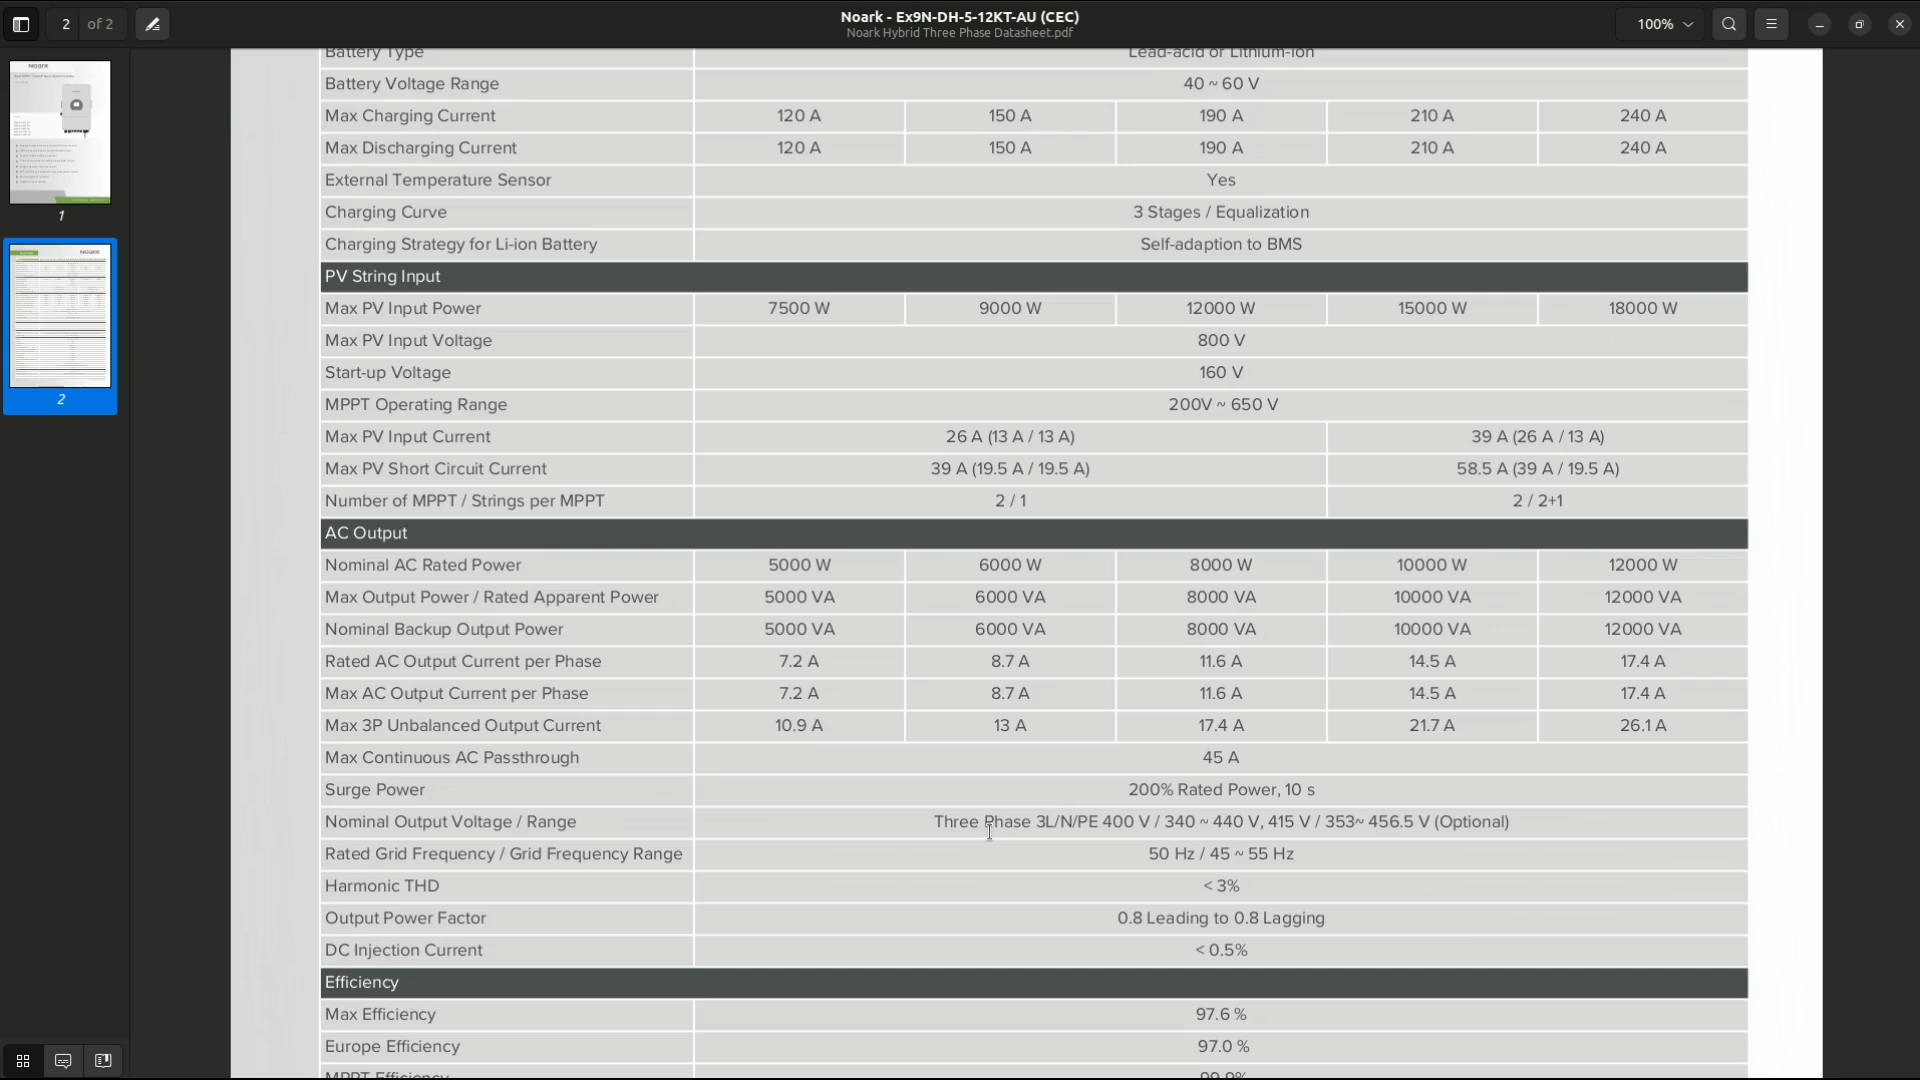 2 of 2
Noark - Ex9N-DH-5-12KT-AU (CEC)
Noark Hybrid Three Phase Datasheet.pdf
100%
NOARK
1
NOARK
2
Battery Type Lead-acid or Lithium-ion
Battery Voltage Range 40 ~ 60 V
Max Charging Current 120 A 150 A 190 A 210 A 240 A
Max Discharging Current 120 A 150 A 190 A 210 A 240 A
External Temperature Sensor Yes
Charging Curve 3 Stages / Equalization
Charging Strategy for Li-ion Battery Self-adaption to BMS
PV String Input
Max PV Input Power 7500 W 9000 W 12000 W 15000 W 18000 W
Max PV Input Voltage 800 V
Start-up Voltage 160 V
MPPT Operating Range 200V ~ 650 V
Max PV Input Current 26 A (13 A / 13 A) 39 A (26 A / 13 A)
Max PV Short Circuit Current 39 A (19.5 A / 19.5 A) 58.5 A (39 A / 19.5 A)
Number of MPPT / Strings per MPPT 2 / 1 2 / 2+1
AC Output
Nominal AC Rated Power 5000 W 6000 W 8000 W 10000 W 12000 W
Max Output Power / Rated Apparent Power 5000 VA 6000 VA 8000 VA 10000 VA 12000 VA
Nominal Backup Output Power 5000 VA 6000 VA 8000 VA 10000 VA 12000 VA
Rated AC Output Current per Phase 7.2 A 8.7 A 11.6 A 14.5 A 17.4 A
Max AC Output Current per Phase 7.2 A 8.7 A 11.6 A 14.5 A 17.4 A
Max 3P Unbalanced Output Current 10.9 A 13 A 17.4 A 21.7 A 26.1 A
Max Continuous AC Passthrough 45 A
Surge Power 200% Rated Power, 10 s
Nominal Output Voltage / Range Three Phase 3L/N/PE 400 V / 340 ~ 440 V, 415 V / 353~ 456.5 V (Optional)
Rated Grid Frequency / Grid Frequency Range 50 Hz / 45 ~ 55 Hz
Harmonic THD < 3%
Output Power Factor 0.8 Leading to 0.8 Lagging
DC Injection Current < 0.5%
Efficiency
Max Efficiency 97.6 %
Europe Efficiency 97.0 %
MPPT Efficiency 99.9%